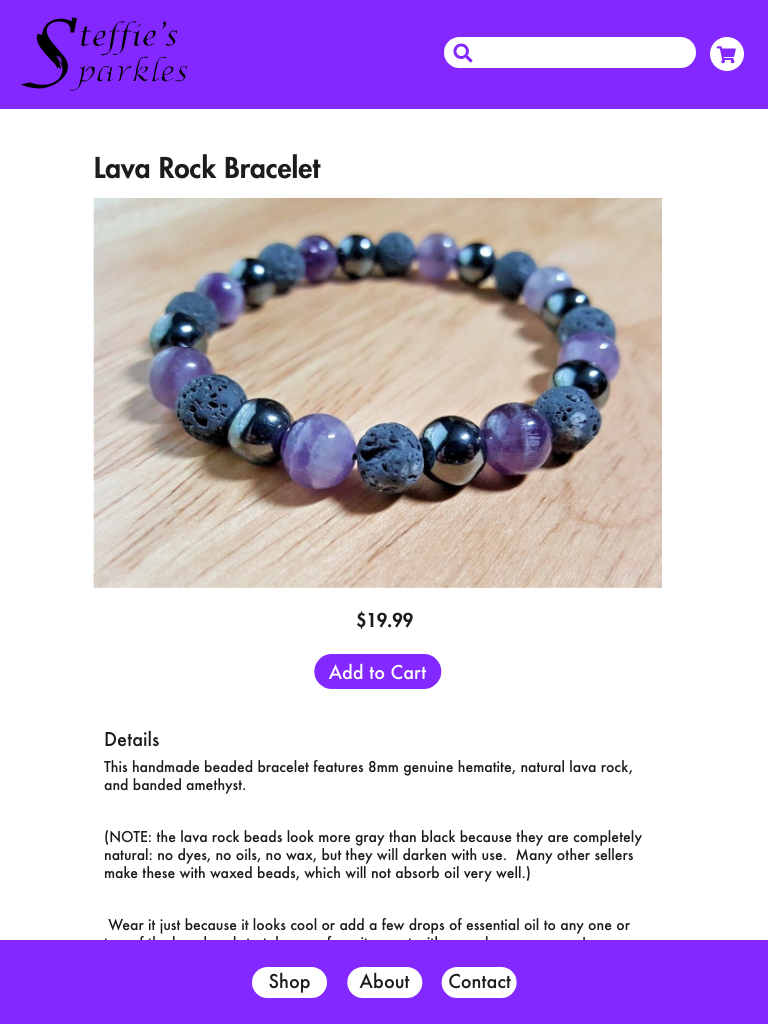 Steffie's
Sparkles
Lava Rock Bracelet
$19.99
Add to Cart
Details
This handmade beaded bracelet features 8mm genuine hematite, natural lava rock,
and banded amethyst.
(NOTE: the lava rock beads look more gray than black because they are completely
natural: no dyes, no oils, no wax, but they will darken with use.  Many other sellers
make these with waxed beads, which will not absorb oil very well.)
Wear it just because it looks cool or add a few drops of essential oil to any one or
Shop
About
Contact